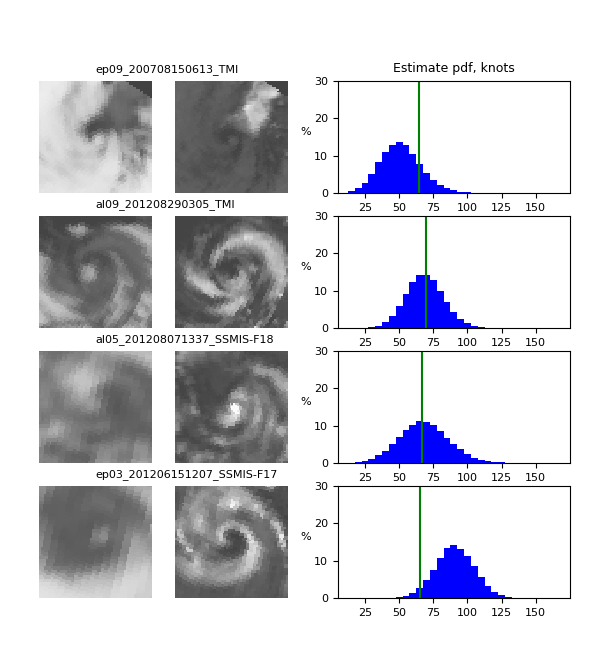 ep09_200708150613_TMI
Estimate pdf, knots
30
20
%
10
0
25 50 75 100 125 150
al09_201208290305_TMI
30
20
%
10
0
25 50 75 100 125 150
al05_201208071337_SSMIS-F18
30
20
%
10
0
25 50 75 100 125 150
ep03_201206151207_SSMIS-F17
30
20
%
10
0
25 50 75 100 125 150